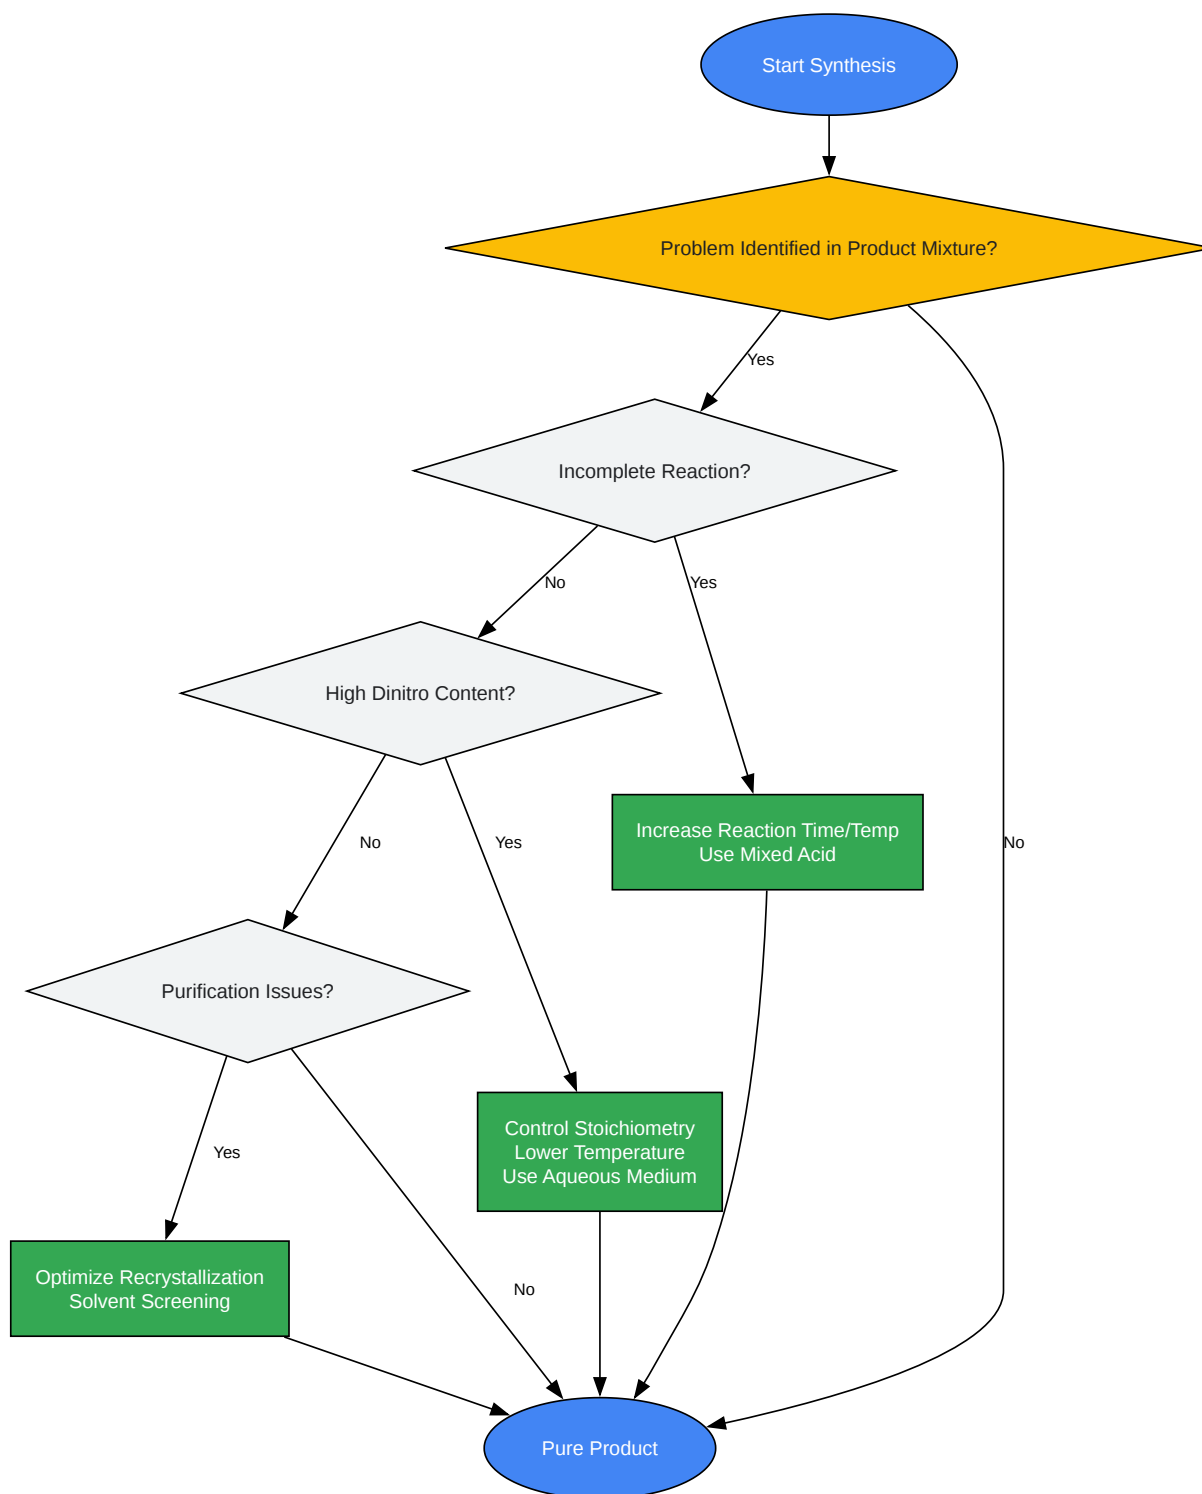 Start Synthesis
Problem Identified in Product Mixture?
Yes
Incomplete Reaction?
No
Yes
High Dinitro Content?
Increase Reaction Time/Temp
Use Mixed Acid
No
Yes
No
Purification Issues?
Control Stoichiometry
Lower Temperature
Use Aqueous Medium
Yes
Optimize Recrystallization
Solvent Screening
No
Pure Product